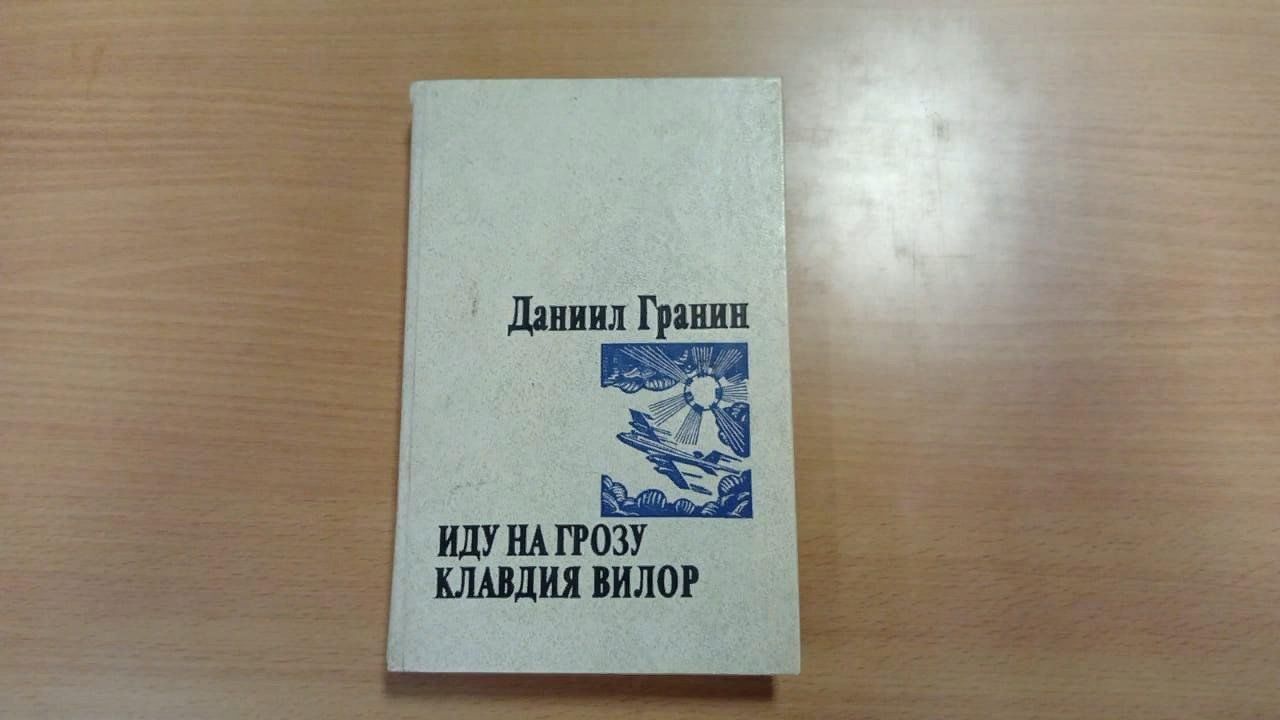 Даниил Гранин
ИДУ НА ГРОЗУ
КЛАВДИЯ ВИЛОР